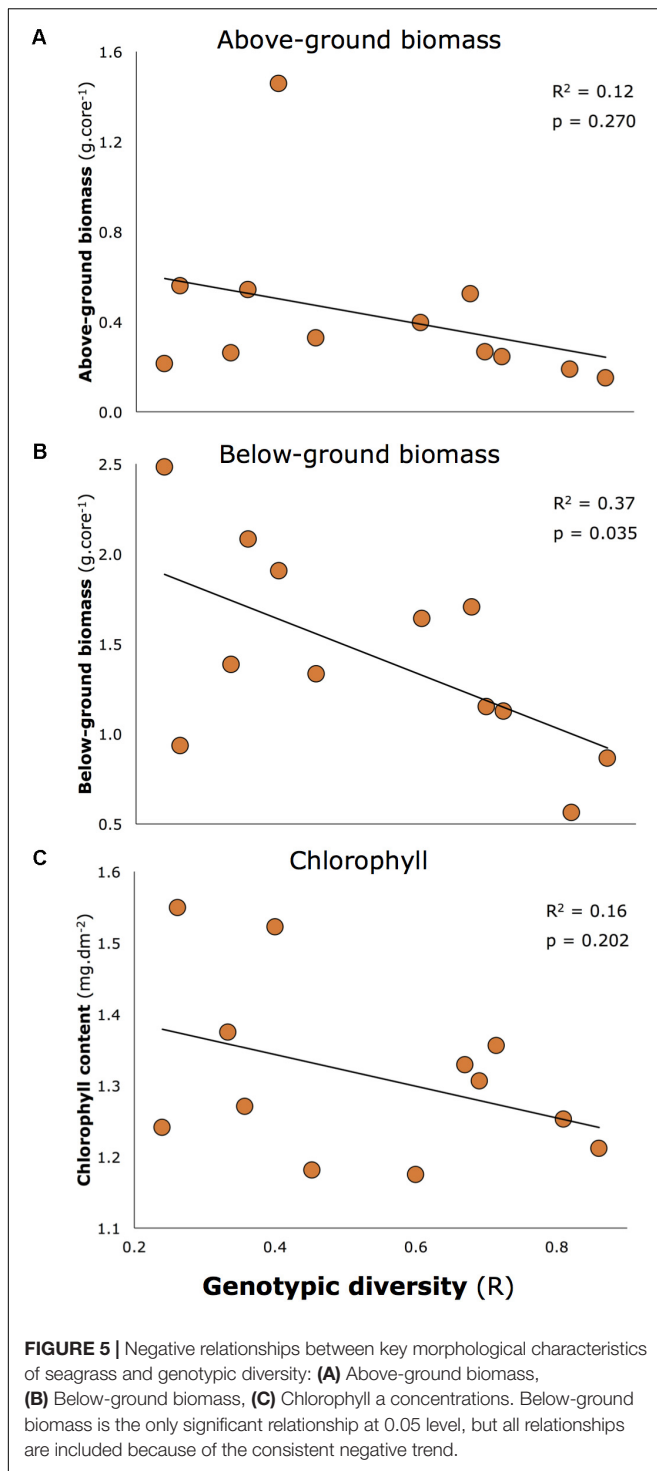 A
Above-ground biomass
1.6
1.2
0.8
0.4
0.0
Above-ground biomass (g.core⁻¹)
R² = 0.12
p = 0.270
B
Below-ground biomass
2.5
2.0
1.5
1.0
0.5
Below-ground biomass (g.core⁻¹)
R² = 0.37
p = 0.035
C
Chlorophyll
1.6
1.5
1.4
1.3
1.2
1.1
Chlorophyll content (mg.dm⁻²)
R² = 0.16
p = 0.202
0.2 0.4 0.6 0.8
Genotypic diversity (R)
FIGURE 5 | Negative relationships between key morphological characteristics
of seagrass and genotypic diversity: (A) Above-ground biomass,
(B) Below-ground biomass, (C) Chlorophyll a concentrations. Below-ground
biomass is the only significant relationship at 0.05 level, but all relationships
are included because of the consistent negative trend.